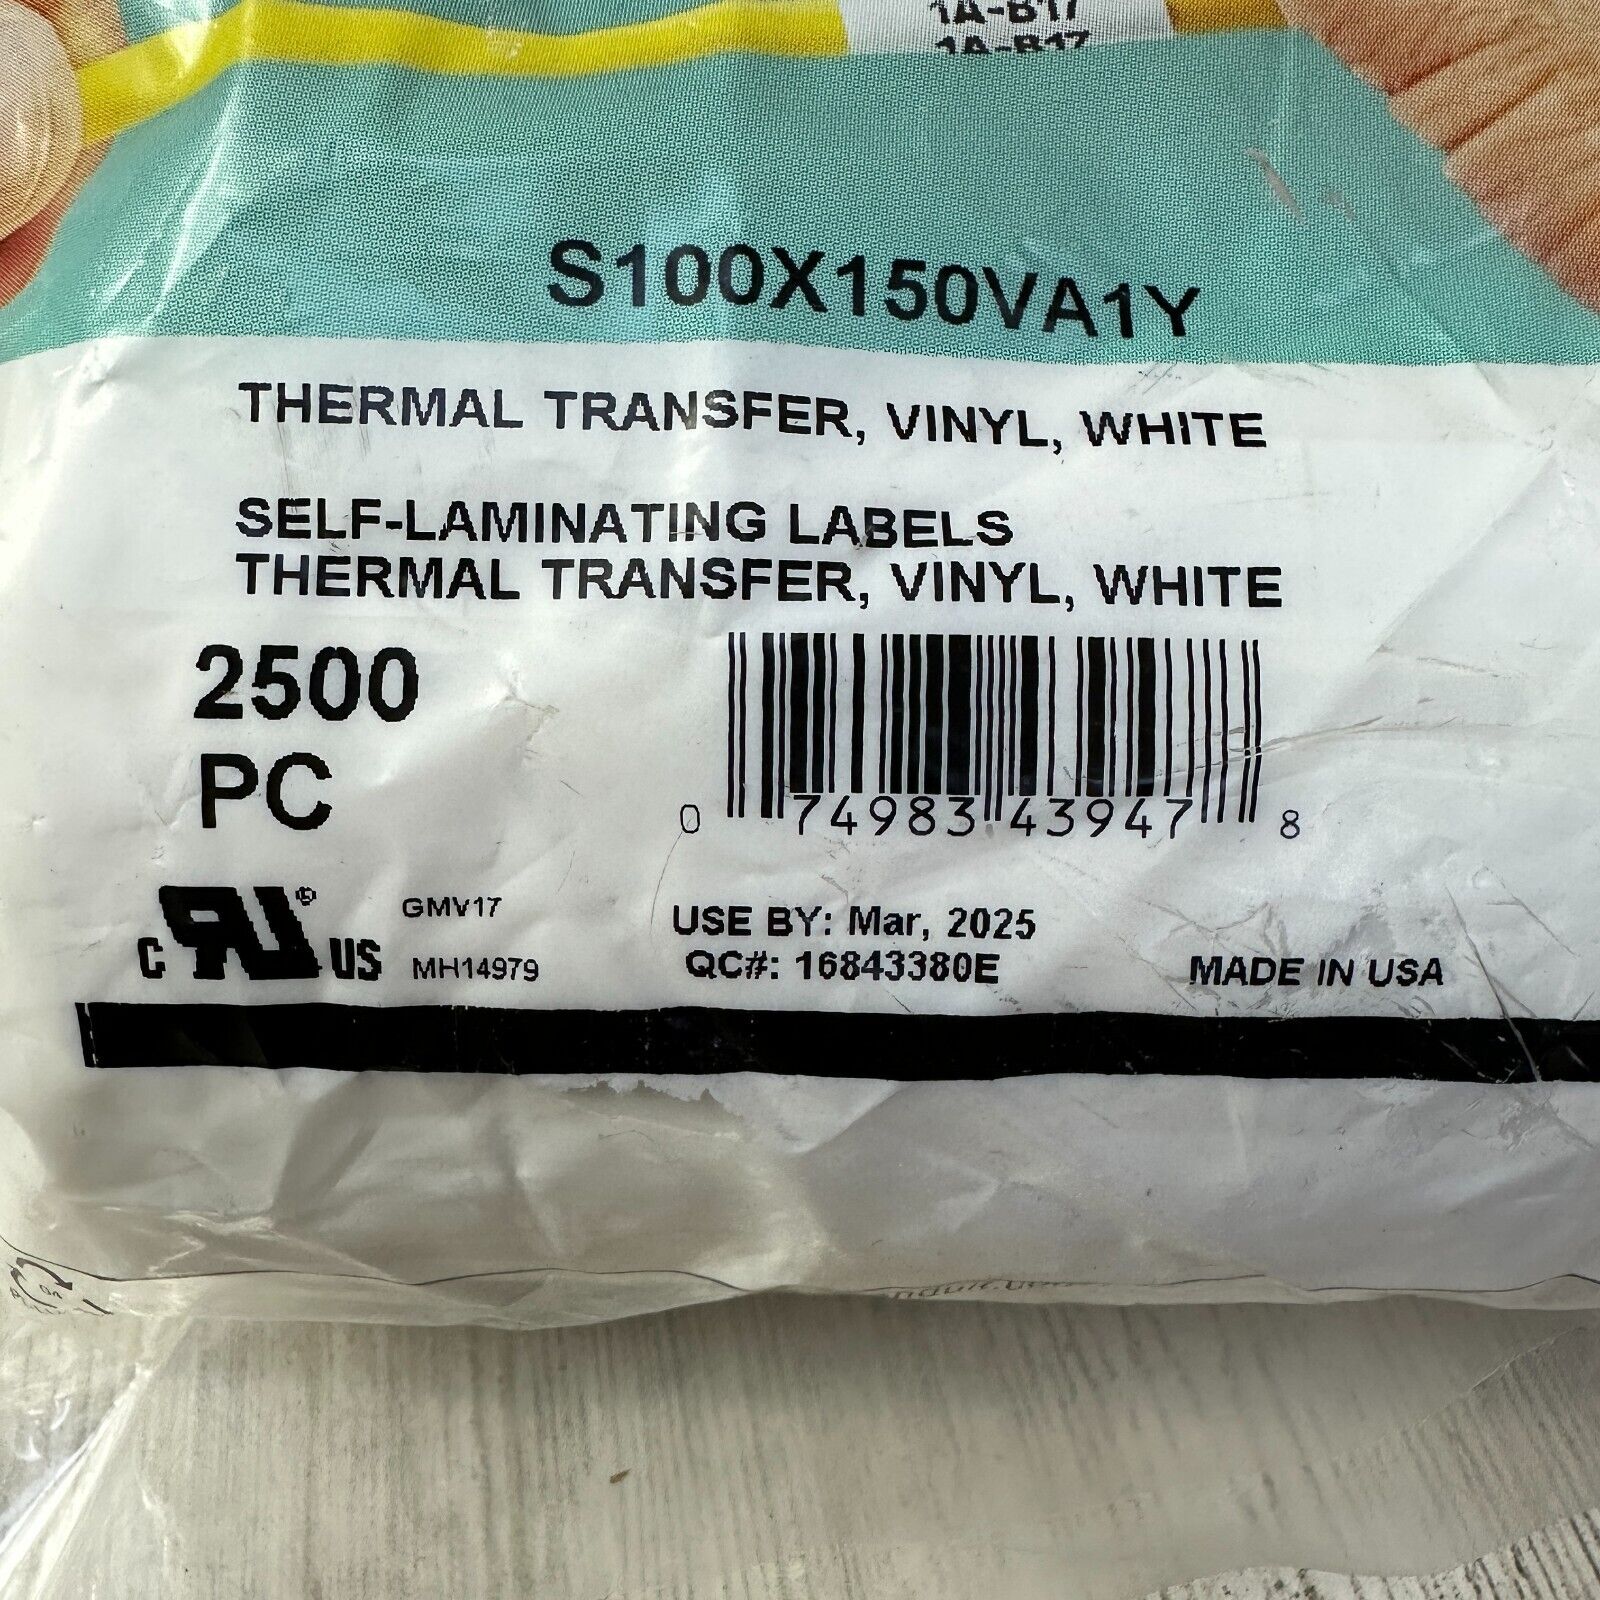 1A-B17
1A-B17
S100X150VA1Y
THERMAL TRANSFER, VINYL, WHITE
SELF-LAMINATING LABELS
THERMAL TRANSFER, VINYL, WHITE
2500
PC
0 74983 43947 8
C RU® US
GMV17
MH14979
USE BY: Mar, 2025
QC#: 16843380E
MADE IN USA